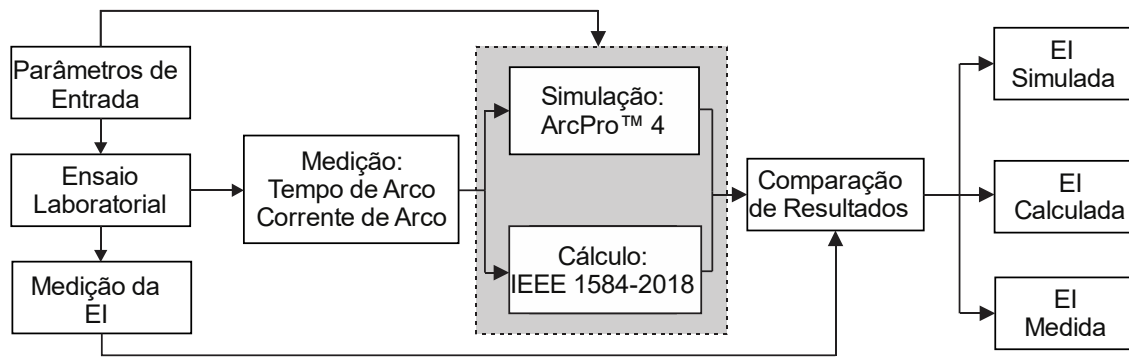 Parâmetros de
Entrada
Ensaio
Laboratorial
Medição da
EI
Medição:
Tempo de Arco
Corrente de Arco
Simulação:
ArcPro™ 4
Cálculo:
IEEE 1584-2018
Comparação
de Resultados
EI
Simulada
EI
Calculada
EI
Medida